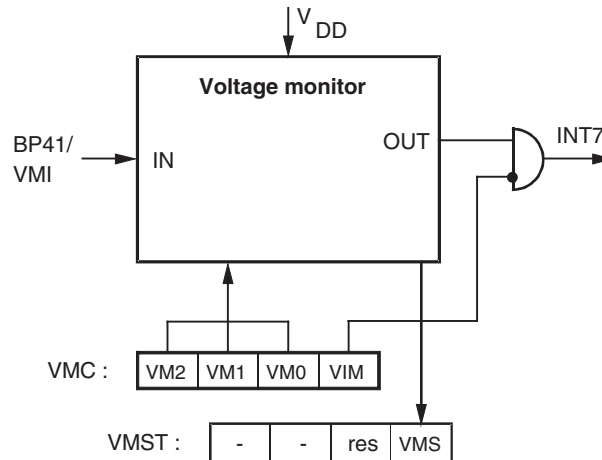 V
DD
Voltage monitor
BP41/
VMI
IN
OUT
INT7
VMC :
VM2 VM1 VM0 VIM
VMST :
- - res VMS